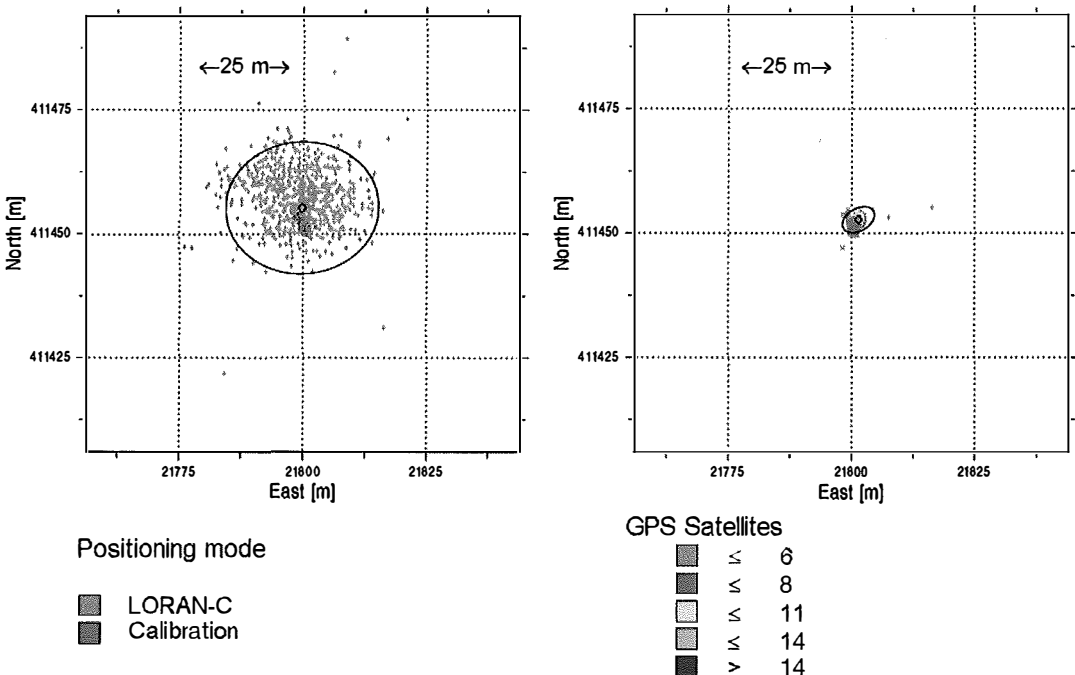 ←25 m→
411475
411450
411425
North [m]
21775 21800 21825
East [m]
←25 m→
411475
411450
411425
North [m]
21775 21800 21825
East [m]
Positioning mode
LORAN-C
Calibration
GPS Satellites
≤ 6
≤ 8
≤ 11
≤ 14
> 14